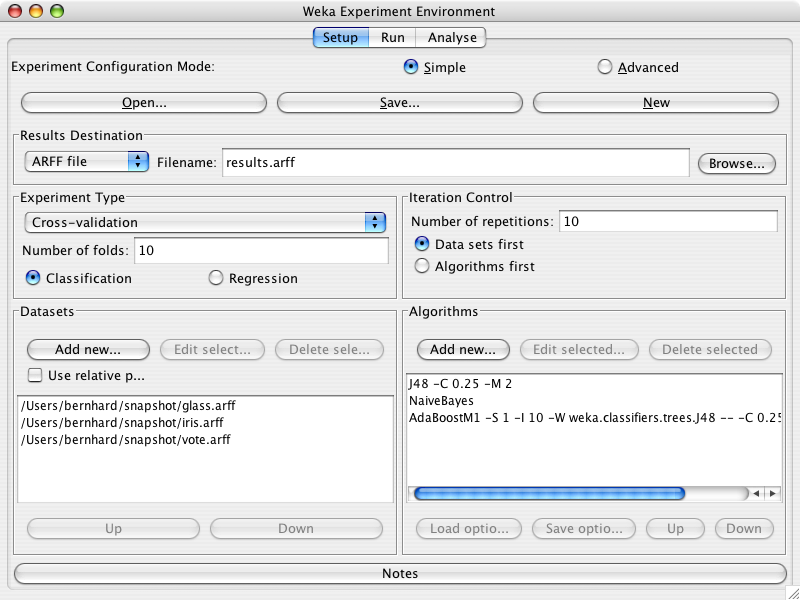 Weka Experiment Environment
Setup Run Analyse
Experiment Configuration Mode: Simple Advanced
Open... Save... New
Results Destination
ARFF file Filename: results.arff Browse...
Experiment Type
Cross-validation
Number of folds: 10
Classification Regression
Iteration Control
Number of repetitions: 10
Data sets first
Algorithms first
Datasets
Add new... Edit select... Delete sele...
Use relative p...
/Users/bernhard/snapshot/glass.arff
/Users/bernhard/snapshot/iris.arff
/Users/bernhard/snapshot/vote.arff
Up Down
Algorithms
Add new... Edit selected... Delete selected
J48 -C 0.25 -M 2
NaiveBayes
AdaBoostM1 -S 1 -I 10 -W weka.classifiers.trees.J48 -- -C 0.25
Load optio... Save optio... Up Down
Notes